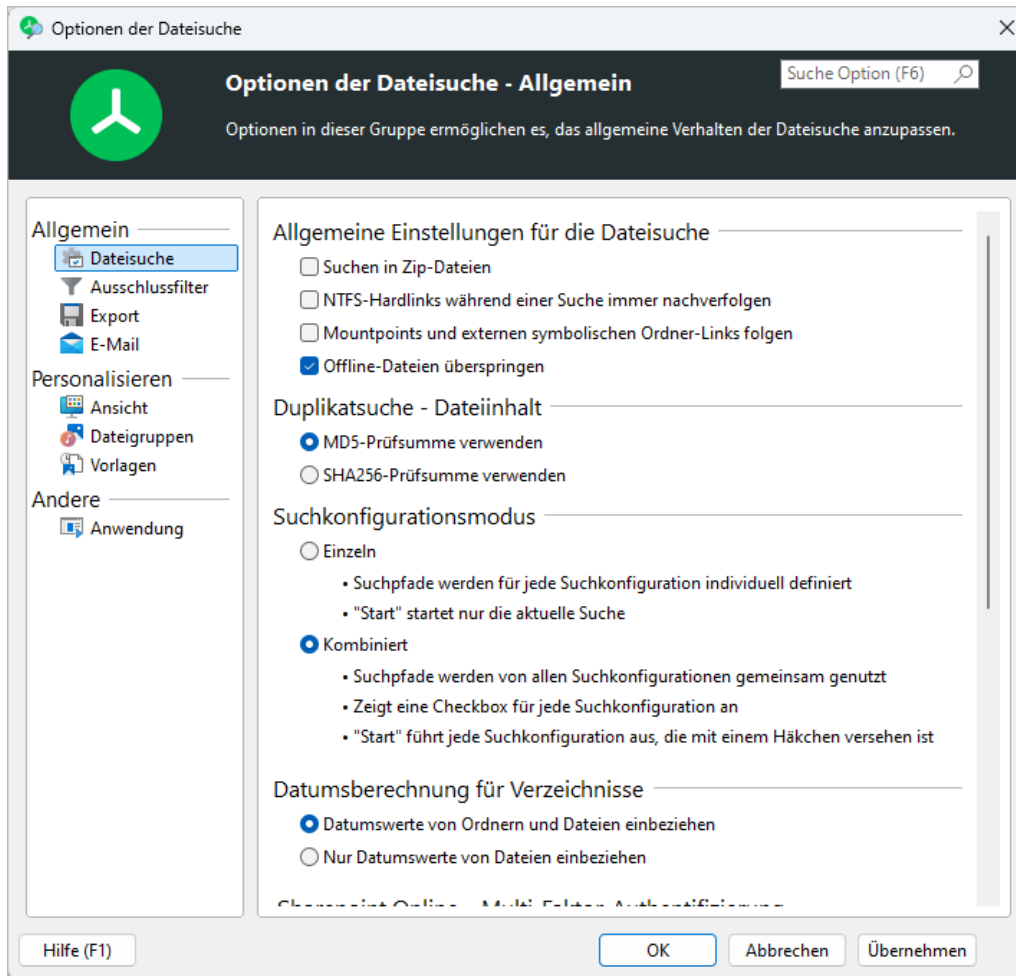 Optionen der Dateisuche
Optionen der Dateisuche - Allgemein
Suche Option (F6)
Optionen in dieser Gruppe ermöglichen es, das allgemeine Verhalten der Dateisuche anzupassen.
Allgemein
Dateisuche
Ausschlussfilter
Export
E-Mail
Personalisieren
Ansicht
Dateigruppen
Vorlagen
Andere
Anwendung
Allgemeine Einstellungen für die Dateisuche
Suchen in Zip-Dateien
NTFS-Hardlinks während einer Suche immer nachverfolgen
Mountpoints und externen symbolischen Ordner-Links folgen
Offline-Dateien überspringen
Duplikatsuche - Dateiinhalt
MD5-Prüfsumme verwenden
SHA256-Prüfsumme verwenden
Suchkonfigurationsmodus
Einzeln
• Suchpfade werden für jede Suchkonfiguration individuell definiert
• "Start" startet nur die aktuelle Suche
Kombiniert
• Suchpfade werden von allen Suchkonfigurationen gemeinsam genutzt
• Zeigt eine Checkbox für jede Suchkonfiguration an
• "Start" führt jede Suchkonfiguration aus, die mit einem Häkchen versehen ist
Datumsberechnung für Verzeichnisse
Datumswerte von Ordnern und Dateien einbeziehen
Nur Datumswerte von Dateien einbeziehen
Sharepoint Online - Multi-Faktor-Authentifizierung
Hilfe (F1)
OK
Abbrechen
Übernehmen